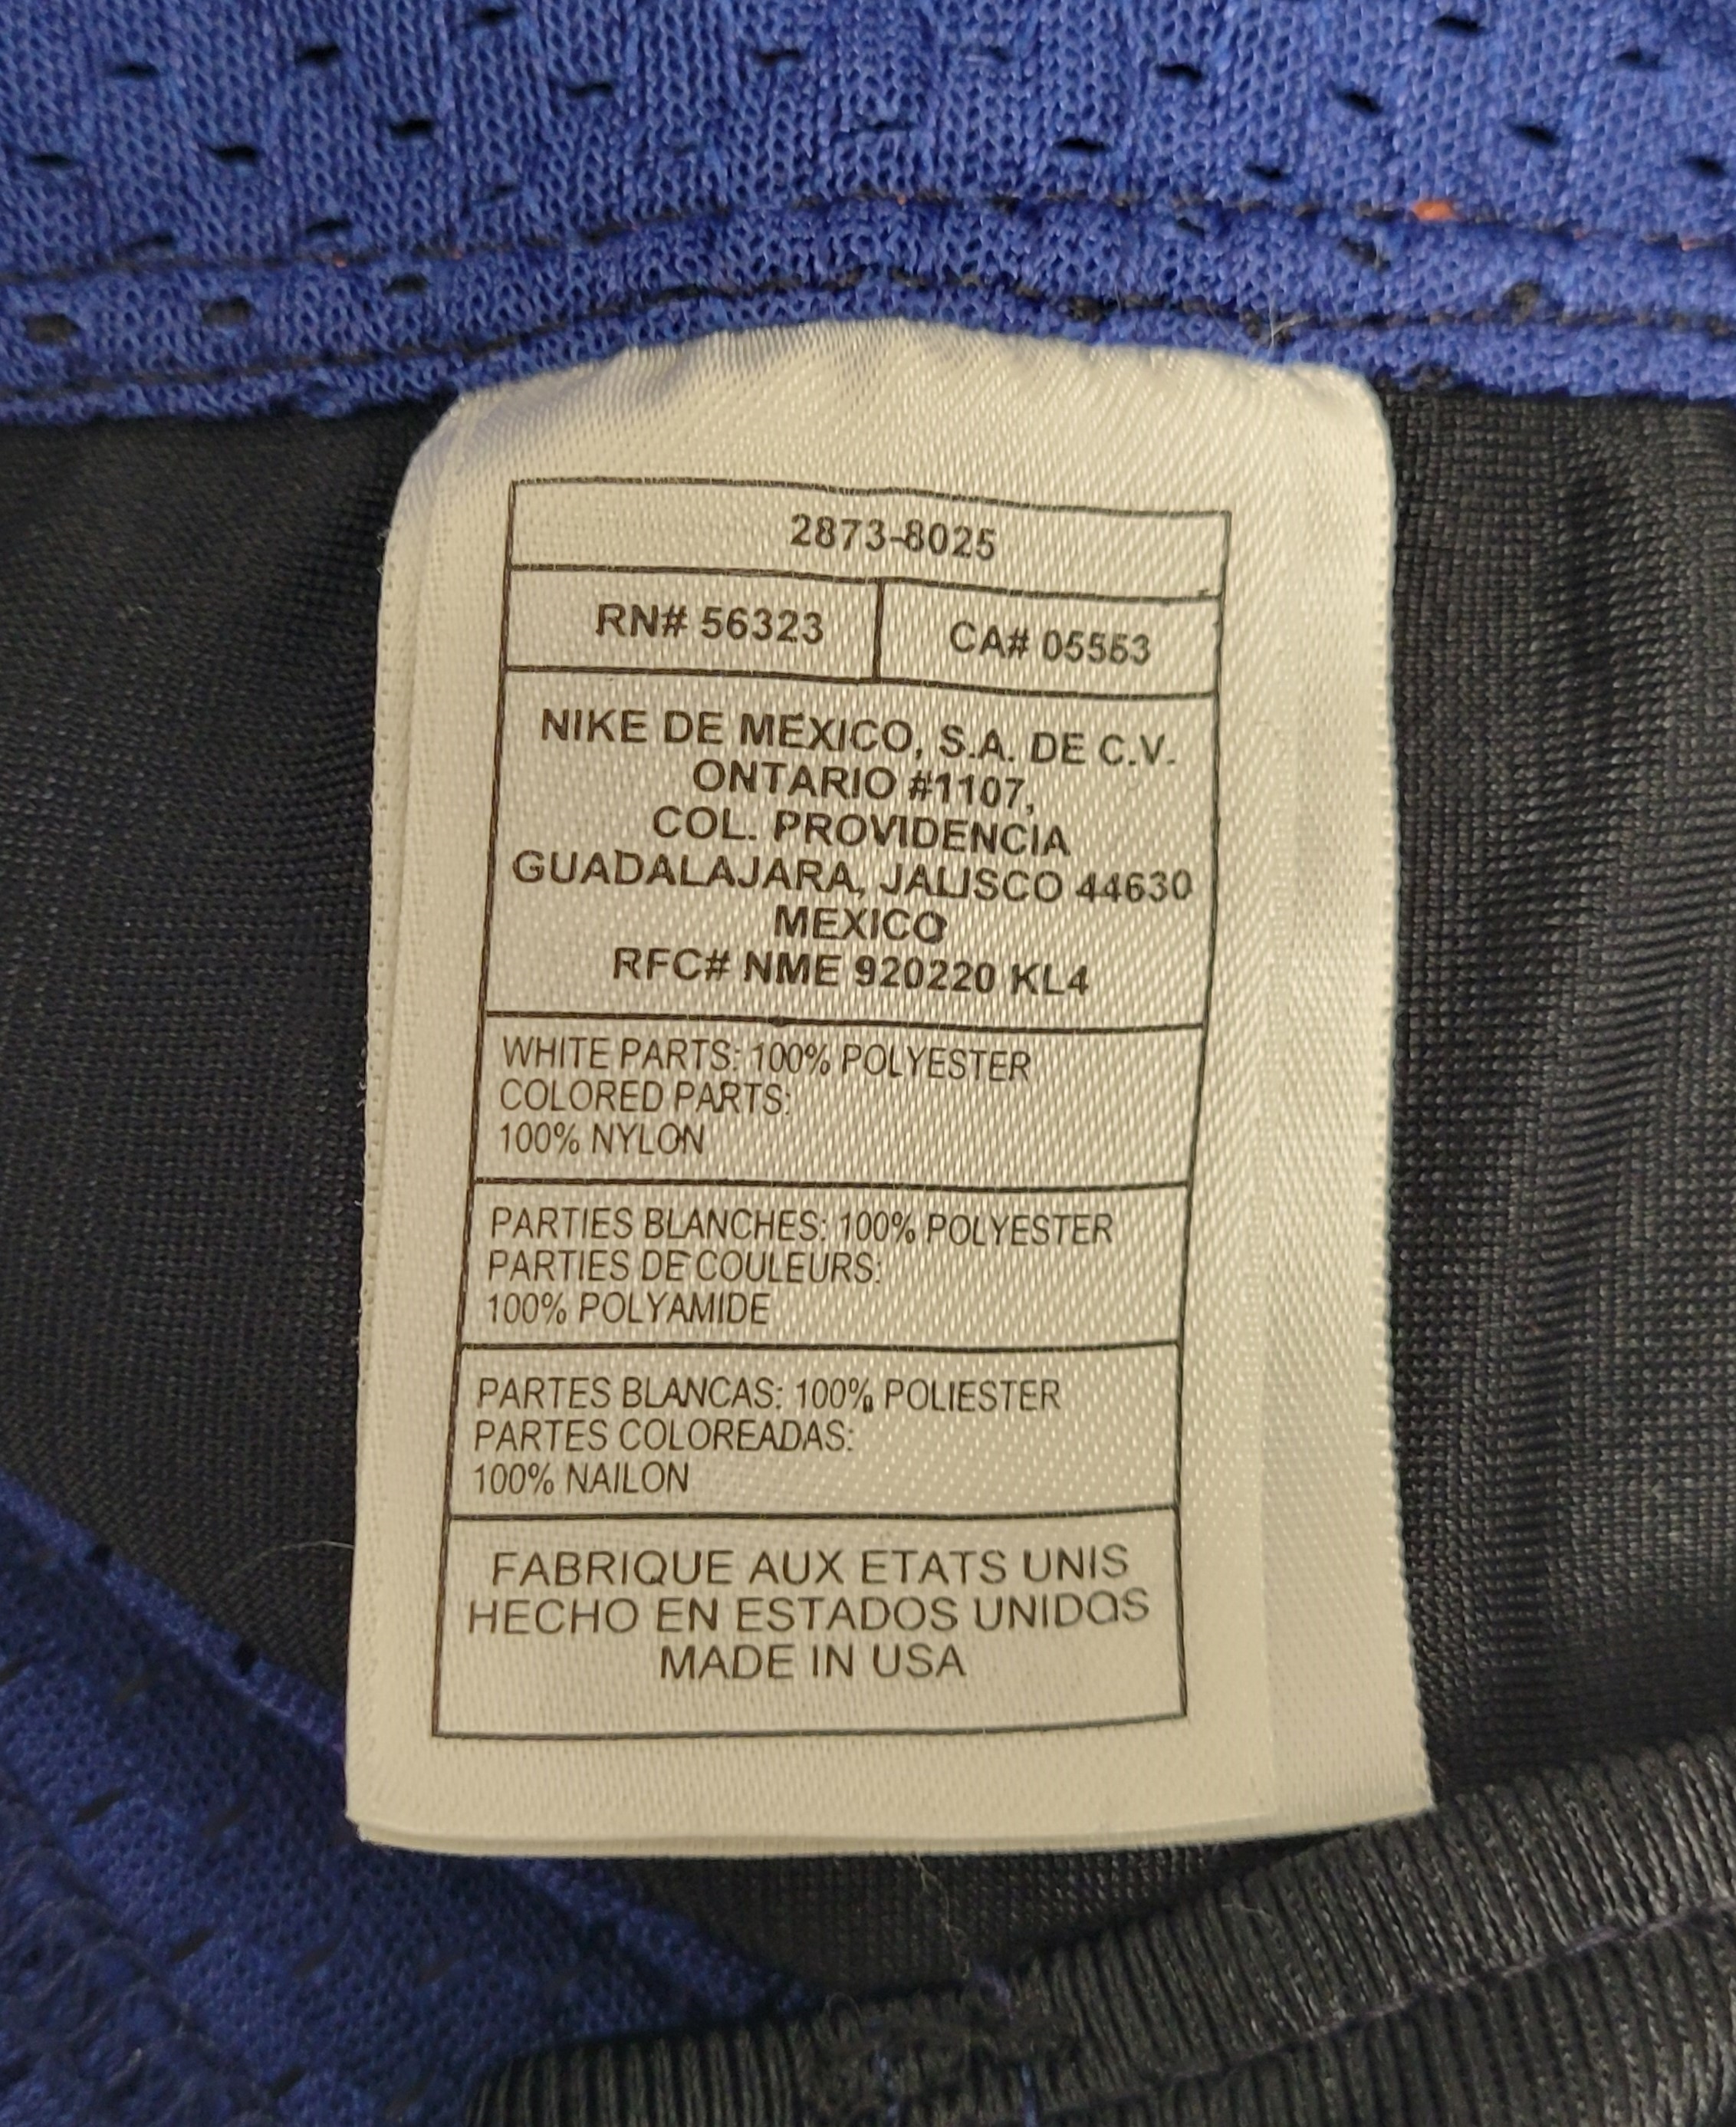 2873-8025
RN# 56323 CA# 05553
NIKE DE MEXICO, S.A. DE C.V.
ONTARIO #1107,
COL. PROVIDENCIA
GUADALAJARA, JALISCO 44630
MEXICO
RFC# NME 920220 KL4
WHITE PARTS: 100% POLYESTER
COLORED PARTS:
100% NYLON
PARTIES BLANCHES: 100% POLYESTER
PARTIES DE COULEURS:
100% POLYAMIDE
PARTES BLANCAS: 100% POLIESTER
PARTES COLOREADAS:
100% NAILON
FABRIQUE AUX ETATS UNIS
HECHO EN ESTADOS UNIDOS
MADE IN USA